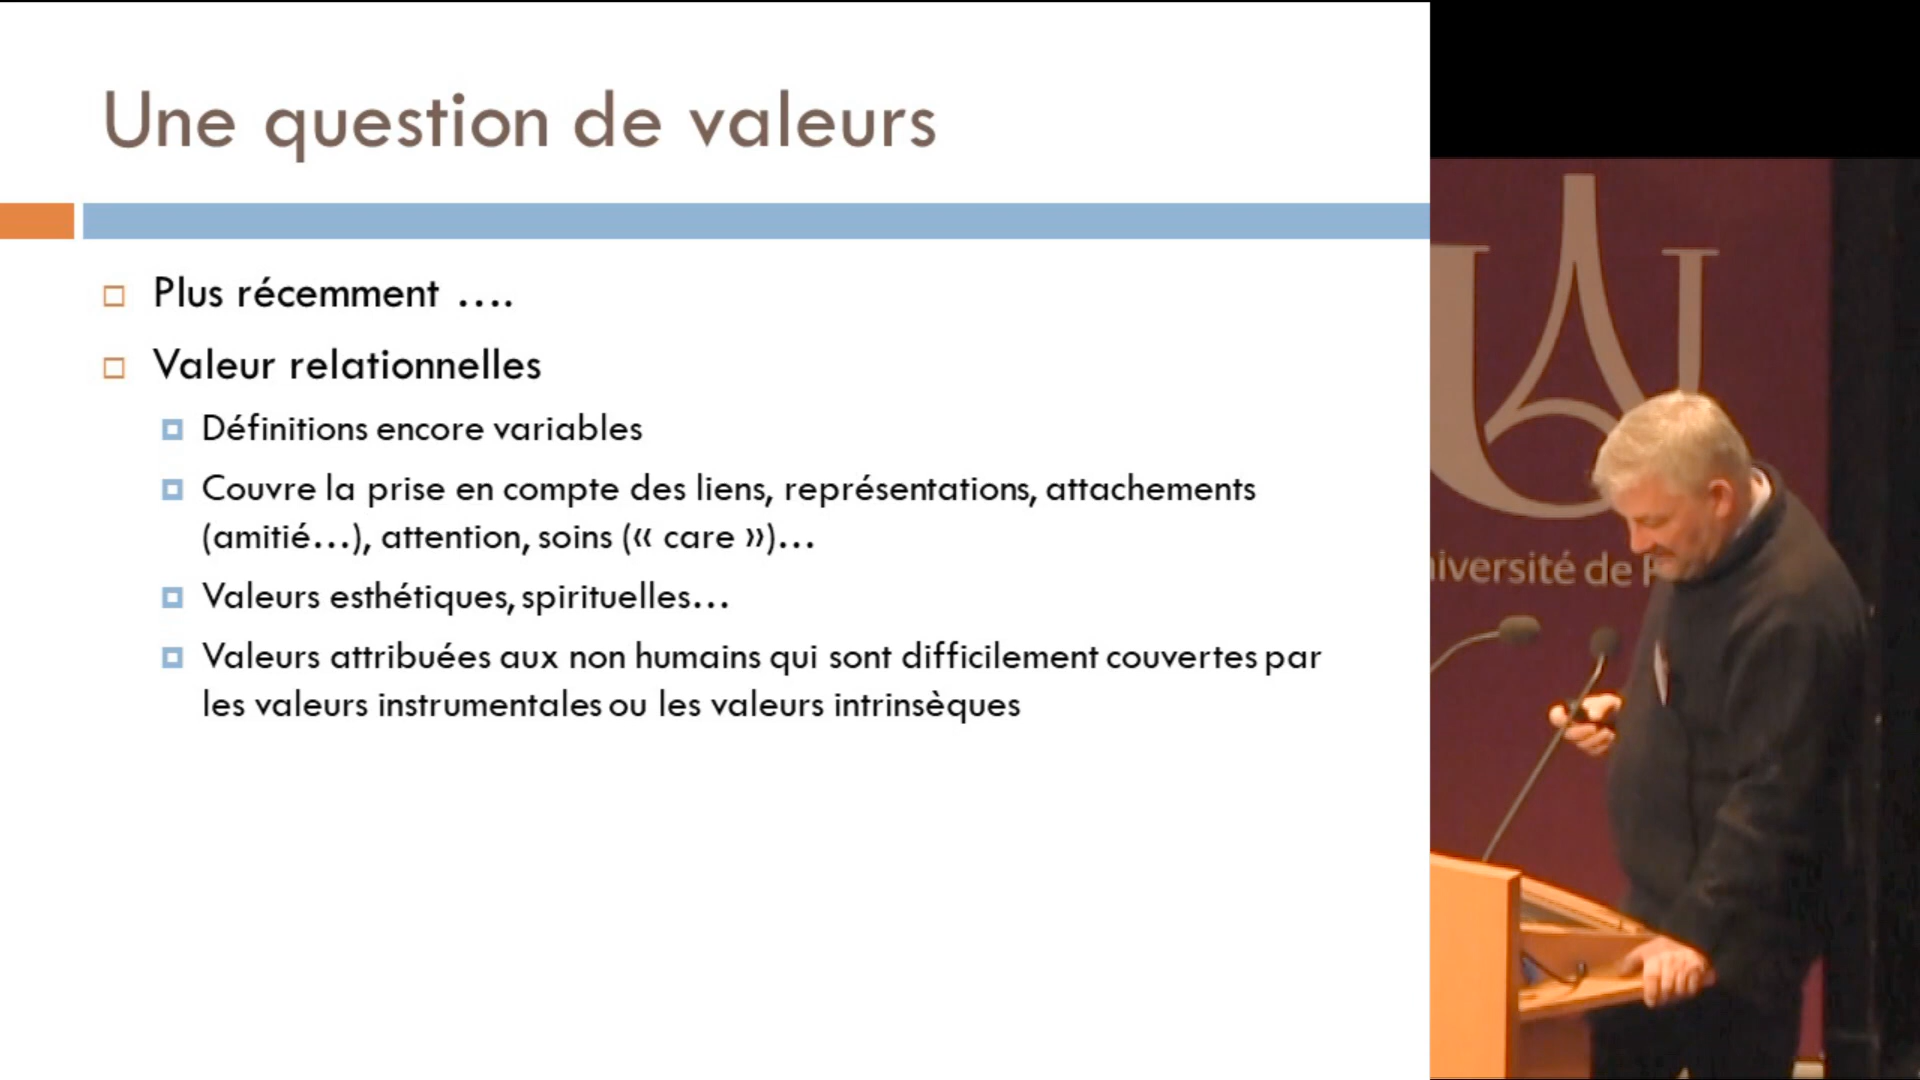 Une question de valeurs
Plus récemment ....
Valeur relationnelles
Définitions encore variables
Couvre la prise en compte des liens, représentations, attachements
(amitié...), attention, soins (« care »)...
Valeurs esthétiques, spirituelles...
Valeurs attribuées aux non humains qui sont difficilement couvertes par
les valeurs instrumentales ou les valeurs intrinsèques
iversité de